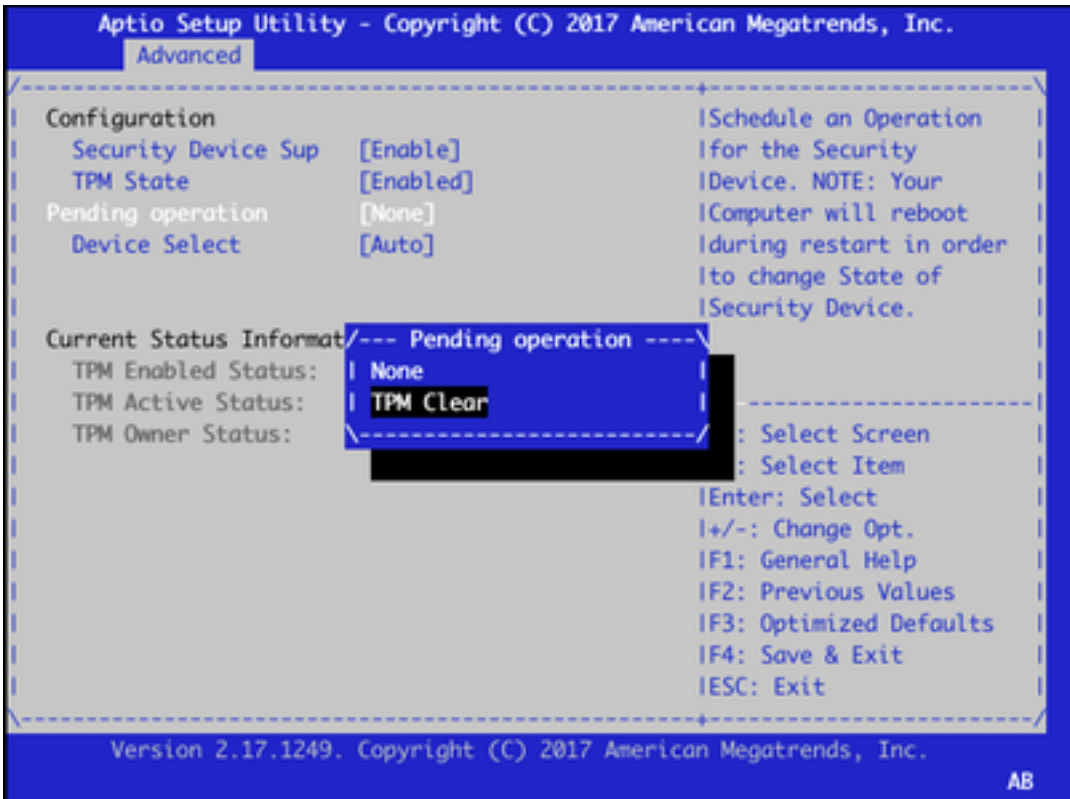 Aptio Setup Utility - Copyright (C) 2017 American Megatrends, Inc.
Advanced
Configuration
Security Device Sup [Enable]
TPM State [Enabled]
Pending operation [None]
Device Select [Auto]
Current Status Informat
TPM Enabled Status:
TPM Active Status:
TPM Owner Status:
Pending operation
None
TPM Clear
Schedule an Operation
for the Security
Device. NOTE: Your
Computer will reboot
during restart in order
to change State of
Security Device.
: Select Screen
: Select Item
Enter: Select
+/-: Change Opt.
F1: General Help
F2: Previous Values
F3: Optimized Defaults
F4: Save & Exit
ESC: Exit
Version 2.17.1249. Copyright (C) 2017 American Megatrends, Inc.
AB